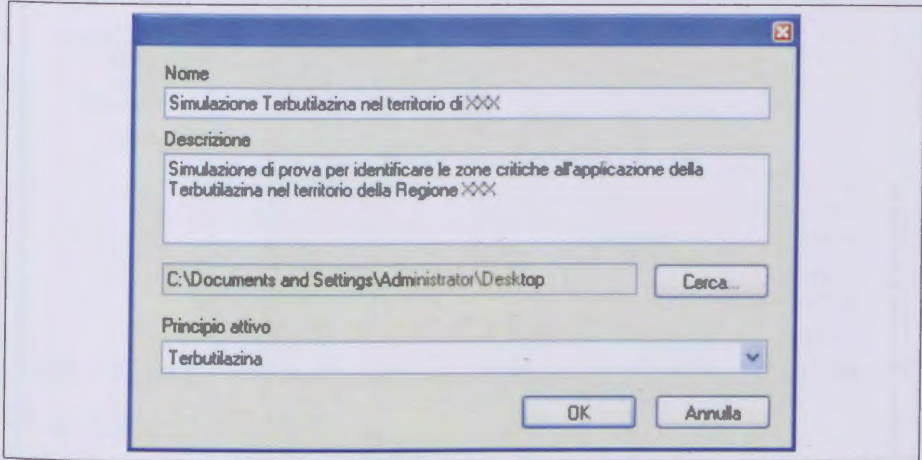 Nome
Simulazione Terbutilazina nel territorio di XXX
Descrizione
Simulazione di prova per identificare le zone critiche all'applicazione della
Terbutilazina nel territorio della Regione XXX
C:\Documents and Settings\Administrator\Desktop
Cerca...
Principio attivo
Terbutilazina
OK
Annulla